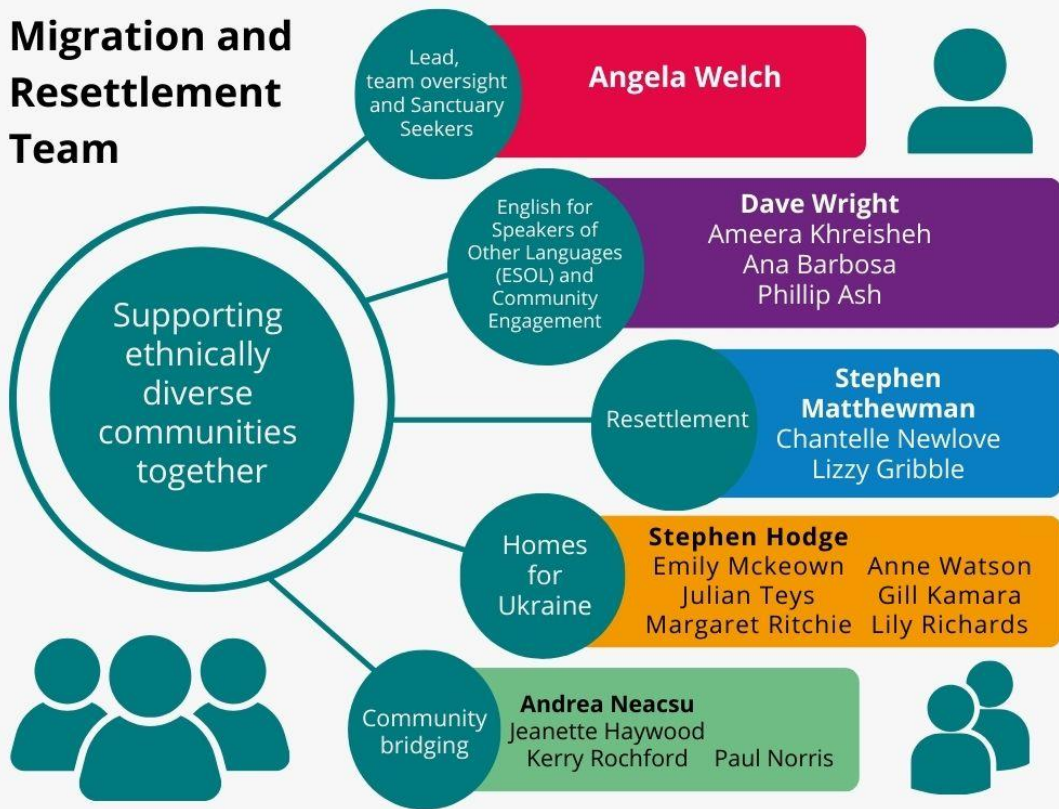 Migration and
Resettlement
Team
Lead,
team oversight
and Sanctuary
Seekers
Angela Welch
English for
Speakers of
Other Languages
(ESOL) and
Community
Engagement
Dave Wright
Ameera Khreisheh
Ana Barbosa
Phillip Ash
Supporting
ethnically
diverse
communities
together
Resettlement
Stephen
Matthewman
Chantelle Newlove
Lizzy Gribble
Homes
for
Ukraine
Stephen Hodge
Emily Mckeown Anne Watson
Julian Teys Gill Kamara
Margaret Ritchie Lily Richards
Community
bridging
Andrea Neacsu
Jeanette Haywood
Kerry Rochford Paul Norris